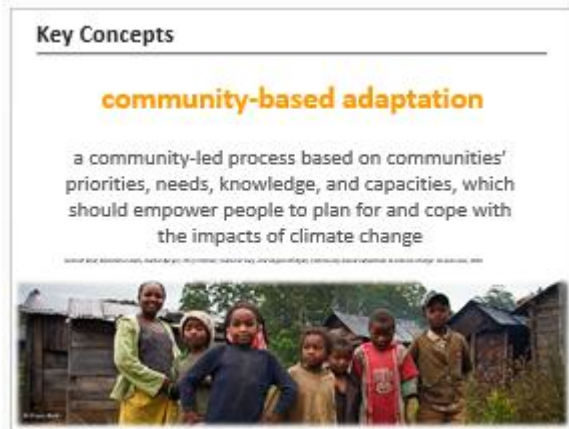 Key Concepts
community-based adaptation
a community-led process based on communities’
priorities, needs, knowledge, and capacities, which
should empower people to plan for and cope with
the impacts of climate change